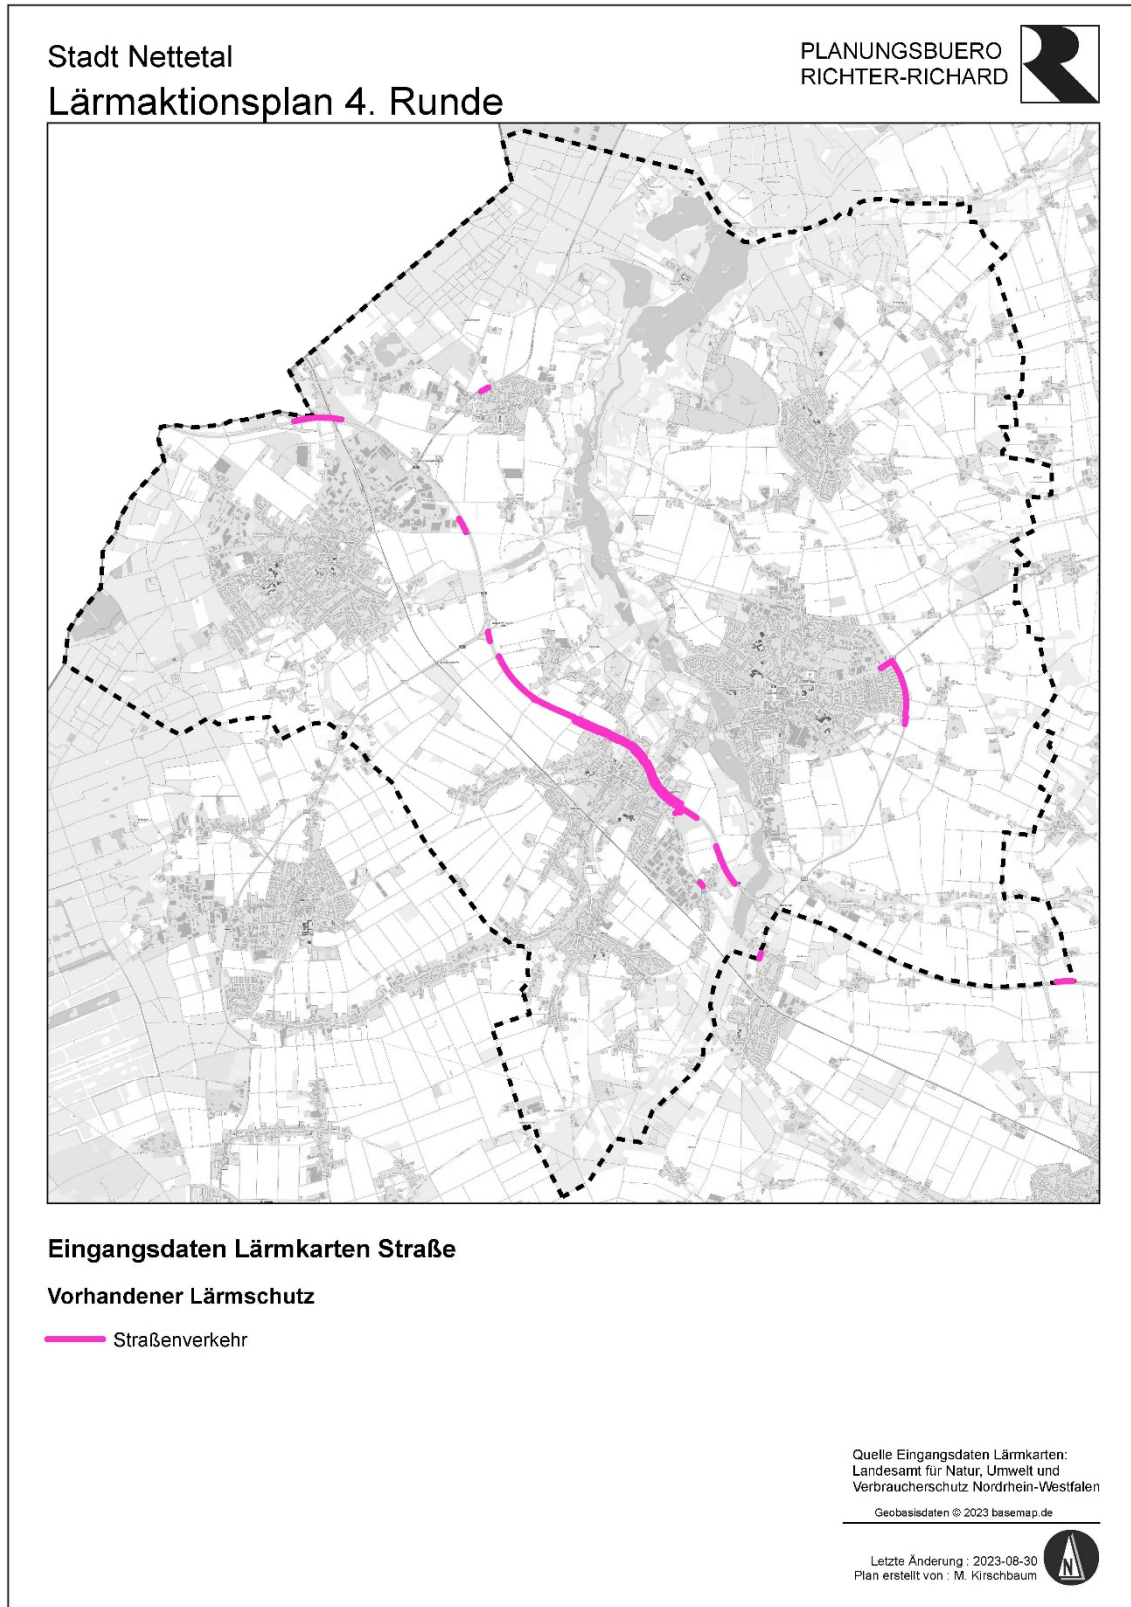 Stadt Nettetal
Lärmaktionsplan 4. Runde
PLANUNGSBUERO
RICHTER-RICHARD
Eingangsdaten Lärmkarten Straße
Vorhandener Lärmschutz
Straßenverkehr
Quelle Eingangsdaten Lärmkarten:
Landesamt für Natur, Umwelt und
Verbraucherschutz Nordrhein-Westfalen
Geobasisdaten © 2023 basemap.de
Letzte Änderung : 2023-08-30
Plan erstellt von : M. Kirschbaum
N